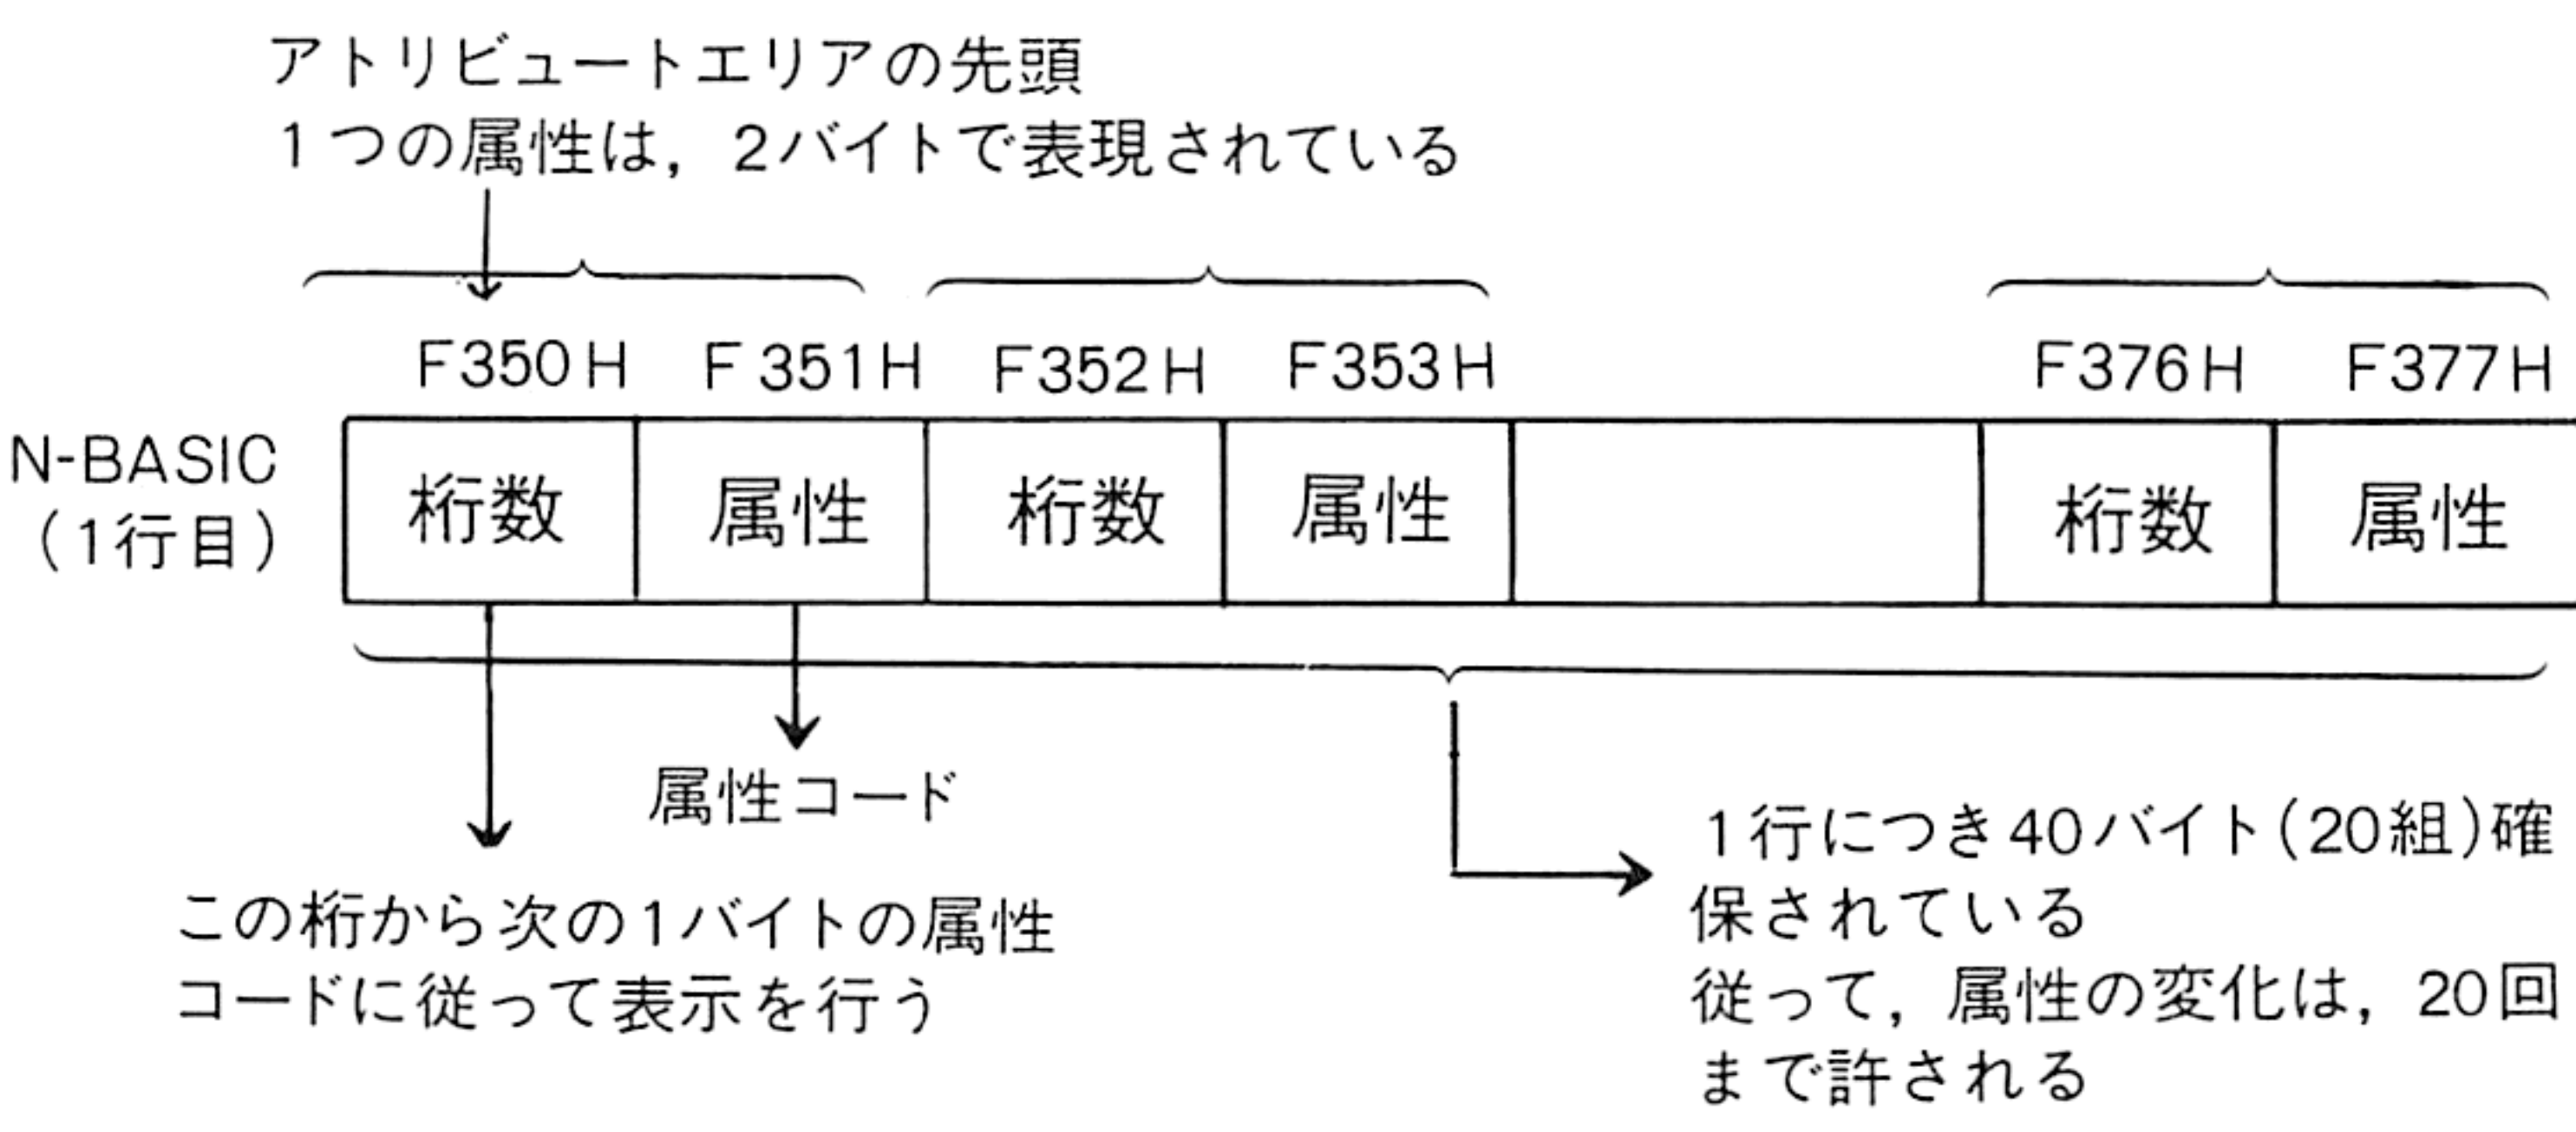 アトリビュートエリアの先頭
1つの属性は，2バイトで表現されている
F350H F351H F352H F353H F376H F377H
N-BASIC
(1行目)
桁数 属性 桁数 属性 桁数 属性
属性コード
この桁から次の1バイトの属性
コードに従って表示を行う
1行につき40バイト(20組)確
保されている
従って，属性の変化は，20回
まで許される